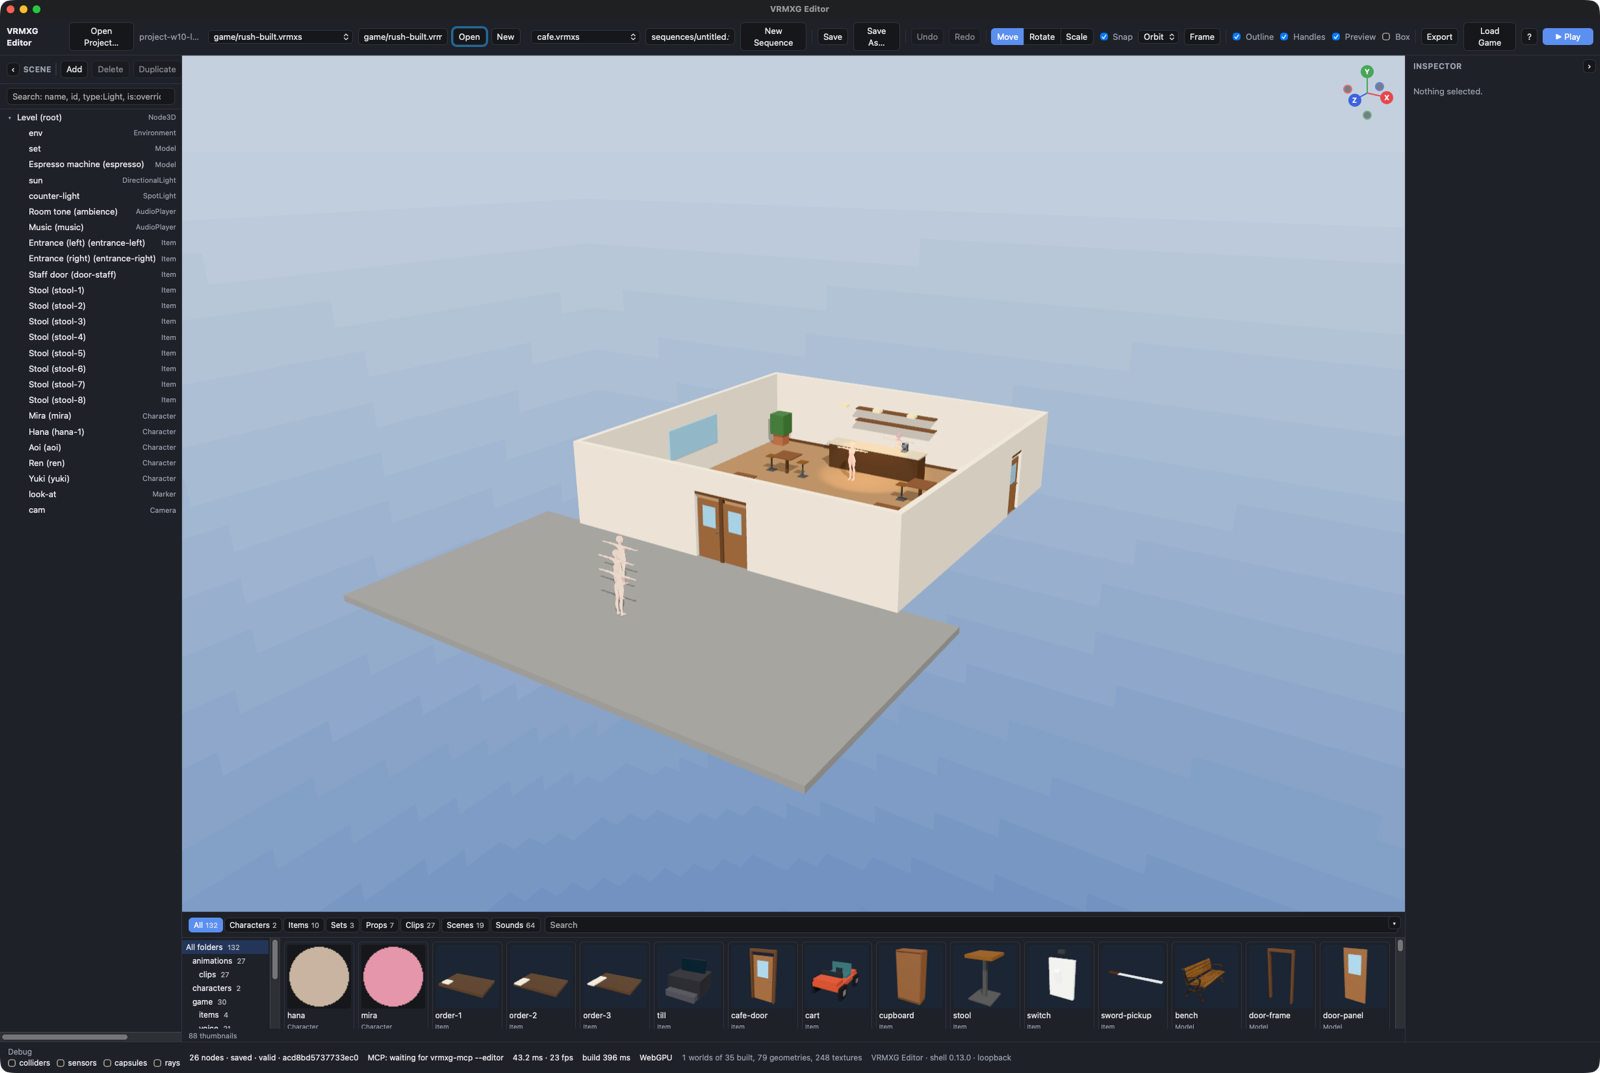 VRMXG Editor
VRMXG
Editor
Open
Project...
project-w10-l...
game/rush-built.vrmxs
game/rush-built.vrm
Open
New
cafe.vrmxs
sequences/untitled.
New
Sequence
Save
Save
As...
Undo
Redo
Move
Rotate
Scale
Snap
Orbit
Frame
Outline
Handles
Preview
Box
Export
Load
Game
?
Play
SCENE
Add
Delete
Duplicate
Search: name, id, type:Light, is:overri
Level (root) Node3D
env Environment
set Model
Espresso machine (espresso) Model
sun DirectionalLight
counter-light SpotLight
Room tone (ambience) AudioPlayer
Music (music) AudioPlayer
Entrance (left) (entrance-left) Item
Entrance (right) (entrance-right) Item
Staff door (door-staff) Item
Stool (stool-1) Item
Stool (stool-2) Item
Stool (stool-3) Item
Stool (stool-4) Item
Stool (stool-5) Item
Stool (stool-6) Item
Stool (stool-7) Item
Stool (stool-8) Item
Mira (mira) Character
Hana (hana-1) Character
Aoi (aoi) Character
Ren (ren) Character
Yuki (yuki) Character
look-at Marker
cam Camera
Y
Z
X
INSPECTOR
Nothing selected.
All 132
Characters 2
Items 10
Sets 3
Props 7
Clips 27
Scenes 19
Sounds 64
Search
All folders 132
animations 27
clips 27
characters 2
game 30
items 4
voice 21
hana
Character
mira
Character
order-1
Item
order-2
Item
order-3
Item
till
Item
cafe-door
Item
cart
Item
cupboard
Item
stool
Item
switch
Item
sword-pickup
Item
bench
Model
door-frame
Model
door-panel
Model
88 thumbnails
Debug
colliders
sensors
capsules
rays
26 nodes · saved · valid · acd8bd5737733ec0
MCP: waiting for vrmxg-mcp --editor
43.2 ms · 23 fps
build 396 ms
WebGPU
1 worlds of 35 built, 79 geometries, 248 textures
VRMXG Editor · shell 0.13.0 · loopback